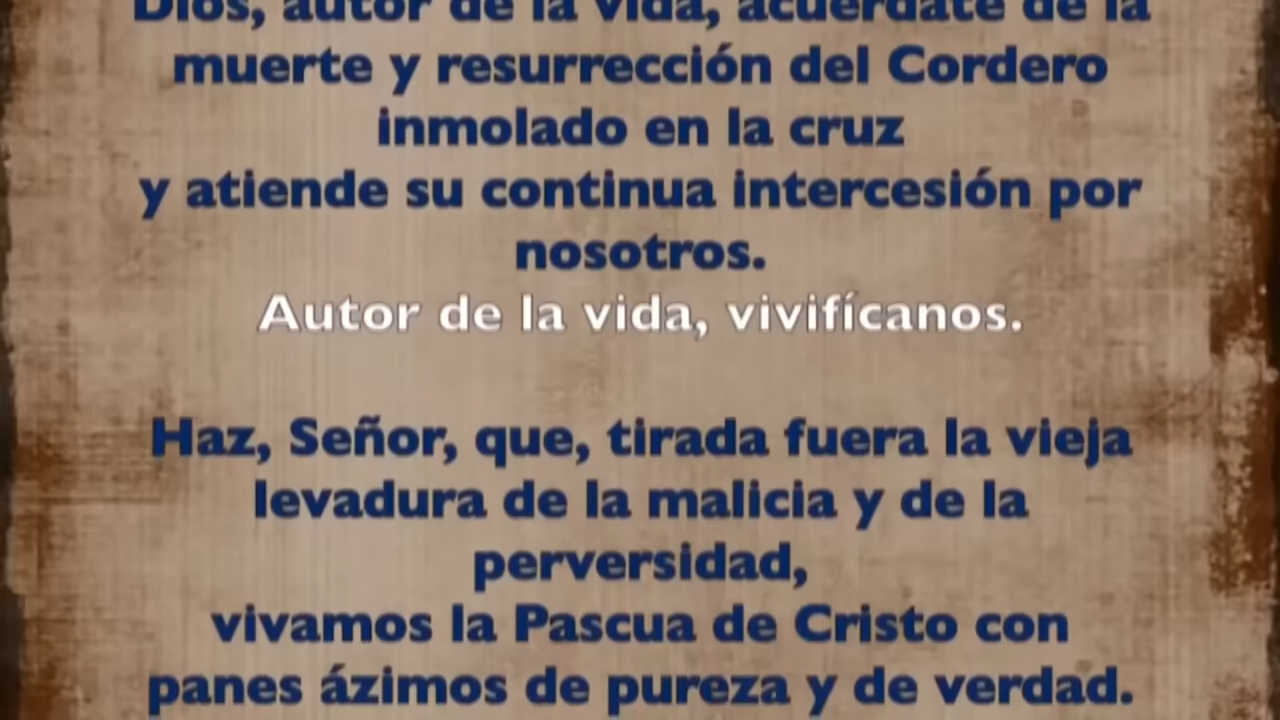 Dios, autor de la vida, acuérdate de la
muerte y resurrección del Cordero
inmolado en la cruz
y atiende su continua intercesión por
nosotros.
Autor de la vida, vivifícanos.
Haz, Señor, que, tirada fuera la vieja
levadura de la malicia y de la
perversidad,
vivamos la Pascua de Cristo con
panes ázimos de pureza y de verdad.